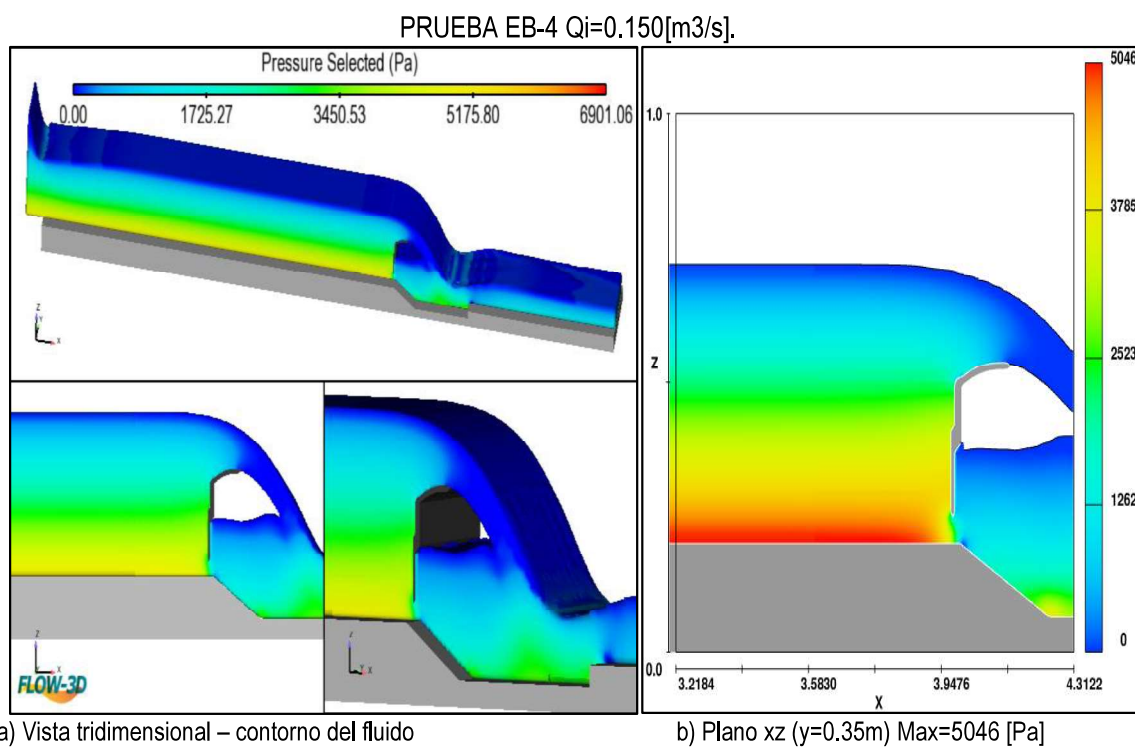 PRUEBA EB-4 Qi=0.150[m3/s].
Pressure Selected (Pa)
0.00 1725.27 3450.53 5175.80 6901.06
Z
Y
X
Z
X
FLOW-3D
Z
X
5046
3785
2523
1262
0
1.0
Z
0.0
3.2184 3.5830 3.9476 4.3122
X
a) Vista tridimensional – contorno del fluido
b) Plano xz (y=0.35m) Max=5046 [Pa]